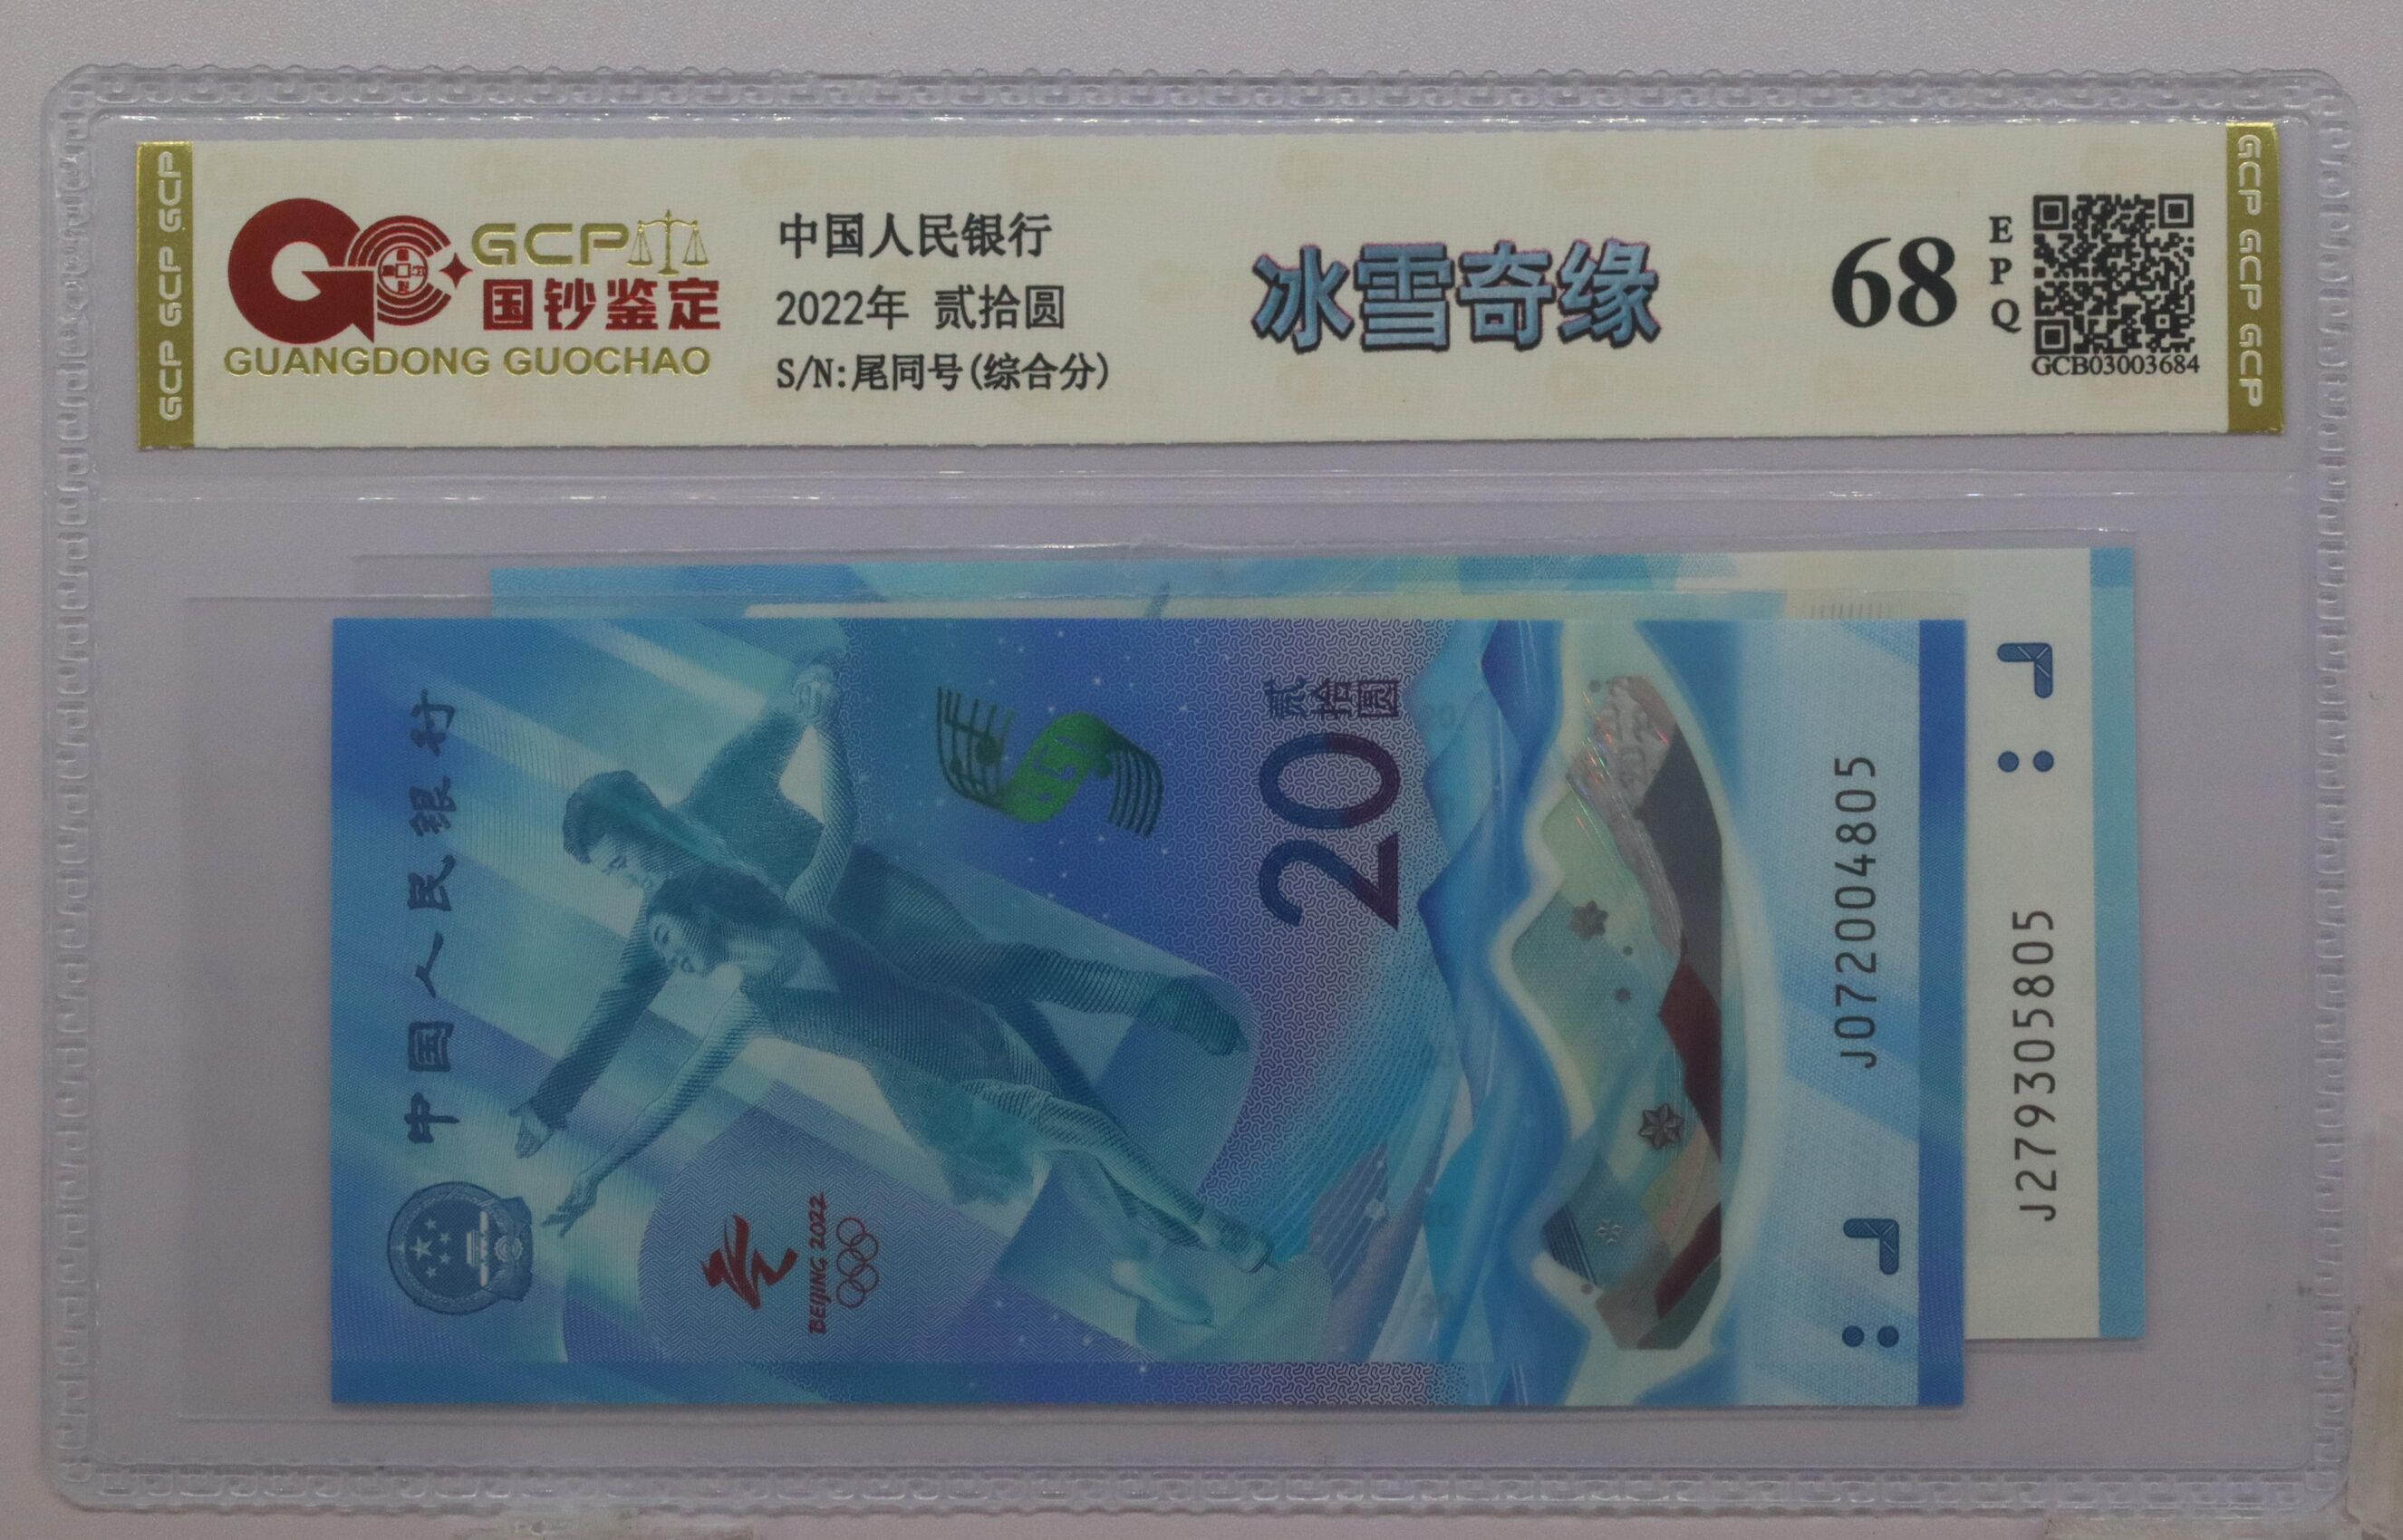 GCP GCP GCP
GCP
国钞鉴定
GUANGDONG GUOCHAO
中国人民银行
2022年 贰拾圆
S/N:尾同号(综合分)
冰雪奇缘
68
EPQ
GCB03003684
GCP GCP GCP
中国人民银行
贰拾圆
20
BEIJING 2022
J072004805
J279305805